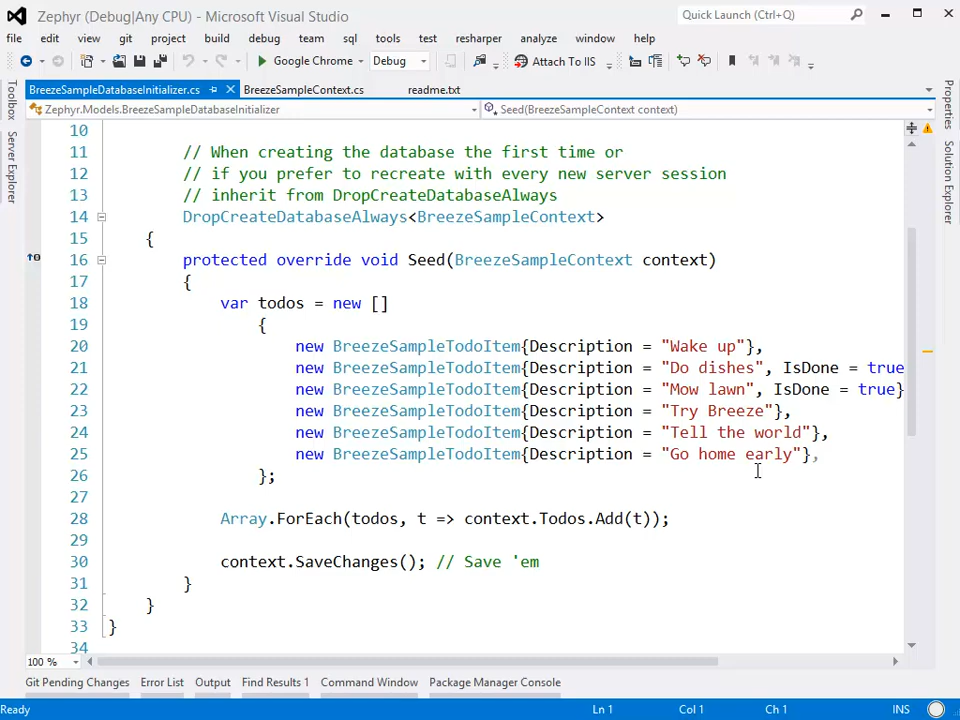 Zephyr (Debug|Any CPU) - Microsoft Visual Studio
Quick Launch (Ctrl+Q)
file edit view git project build debug team sql tools test resharper analyze window help
Google Chrome Debug Attach To IIS
BreezeSampleDatabaseInitializer.cs BreezeSampleContext.cs readme.txt
Zephyr.Models.BreezeSampleDatabaseInitializer Seed(BreezeSampleContext context)
Toolbox
Server Explorer
Properties
Solution Explorer
10
11 // When creating the database the first time or
12 // if you prefer to recreate with every new server session
13 // inherit from DropCreateDatabaseAlways
14 DropCreateDatabaseAlways<BreezeSampleContext>
15 {
16 protected override void Seed(BreezeSampleContext context)
17 {
18 var todos = new []
19 {
20 new BreezeSampleTodoItem{Description = "Wake up"},
21 new BreezeSampleTodoItem{Description = "Do dishes", IsDone = true
22 new BreezeSampleTodoItem{Description = "Mow lawn", IsDone = true}
23 new BreezeSampleTodoItem{Description = "Try Breeze"},
24 new BreezeSampleTodoItem{Description = "Tell the world"},
25 new BreezeSampleTodoItem{Description = "Go home early"},
26 };
27
28 Array.ForEach(todos, t => context.Todos.Add(t));
29
30 context.SaveChanges(); // Save 'em
31 }
32 }
33 }
34
100 %
Git Pending Changes Error List Output Find Results 1 Command Window Package Manager Console
Ready Ln 1 Col 1 Ch 1 INS